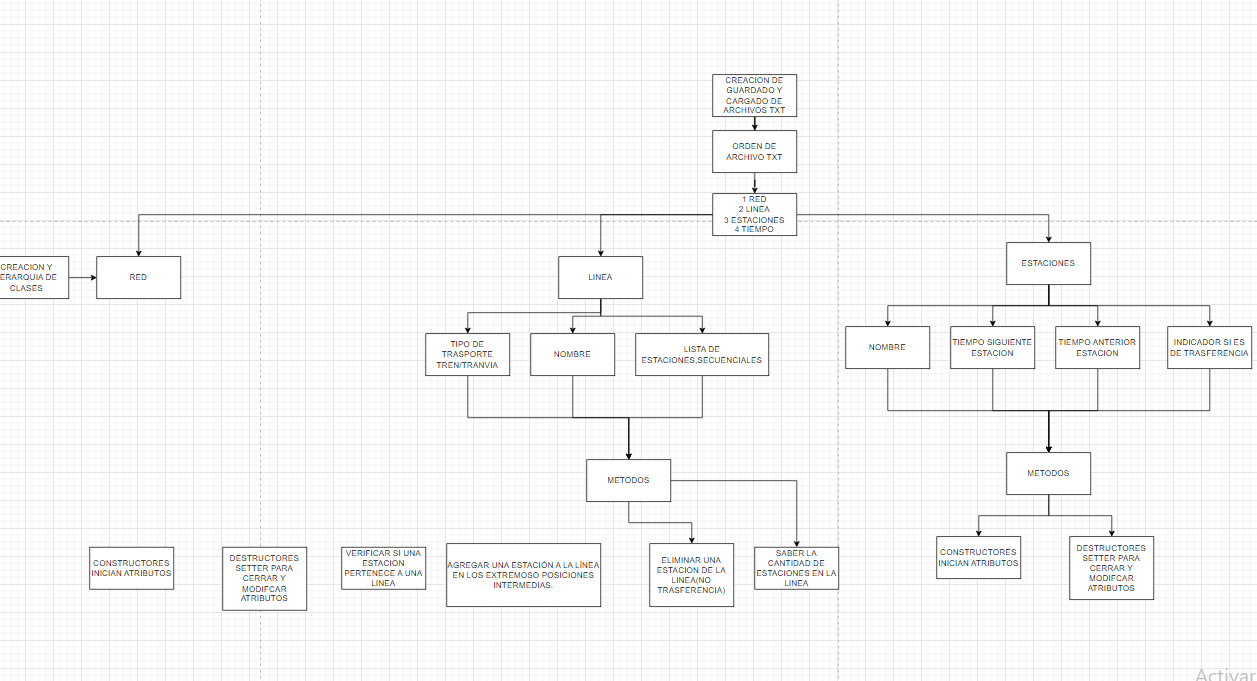 CREACION DE
GUARDADO Y
CARGADO DE
ARCHIVOS TXT
ORDEN DE
ARCHIVO TXT
1 RED
2 LINEA
3 ESTACIONES
4 TIEMPO
CREACION Y
ERARQUIA DE
CLASES
RED
LINEA
ESTACIONES
TIPO DE
TRASPORTE
TREN/TRANVIA
NOMBRE
LISTA DE
ESTACIONES,SECUENCIALES
NOMBRE
TIEMPO SIGUIENTE
ESTACION
TIEMPO ANTERIOR
ESTACION
INDICADOR SI ES
DE TRASFERENCIA
METODOS
METODOS
CONSTRUCTORES
INICIAN ATRIBUTOS
DESTRUCTORES
SETTER PARA
CERRAR Y
MODIFCAR
ATRIBUTOS
VERIFICAR SI UNA
ESTACION
PERTENECE A UNA
LINEA
AGREGAR UNA ESTACIÓN A LA LÍNEA
EN LOS EXTREMOSO POSICIONES
INTERMEDIAS.
ELIMINAR UNA
ESTACION DE LA
LINEA(NO
TRASFERENCIA)
SABER LA
CANTIDAD DE
ESTACIONES EN LA
LINEA
CONSTRUCTORES
INICIAN ATRIBUTOS
DESTRUCTORES
SETTER PARA
CERRAR Y
MODIFCAR
ATRIBUTOS
Activar